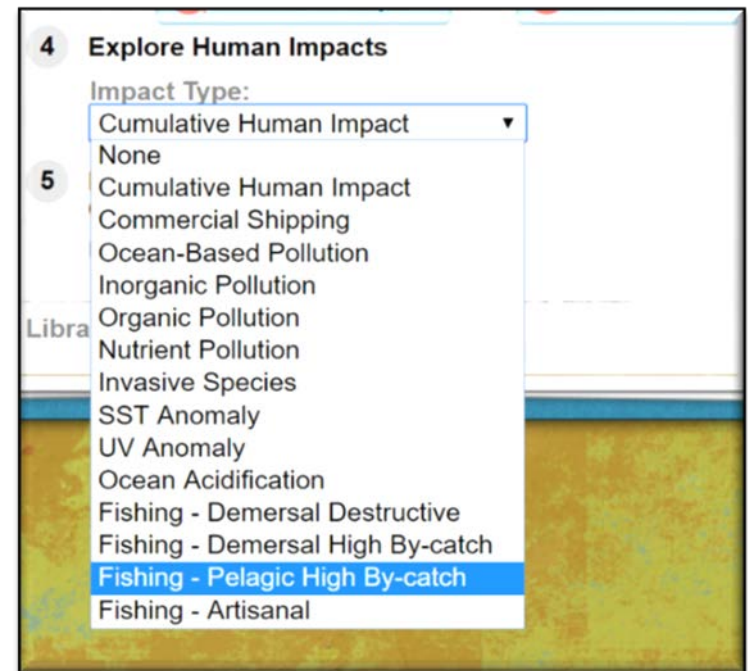 4 Explore Human Impacts
Impact Type:
Cumulative Human Impact
None
5
Cumulative Human Impact
Commercial Shipping
Ocean-Based Pollution
Inorganic Pollution
Organic Pollution
Nutrient Pollution
Invasive Species
SST Anomaly
UV Anomaly
Ocean Acidification
Fishing - Demersal Destructive
Fishing - Demersal High By-catch
Fishing - Pelagic High By-catch
Fishing - Artisanal